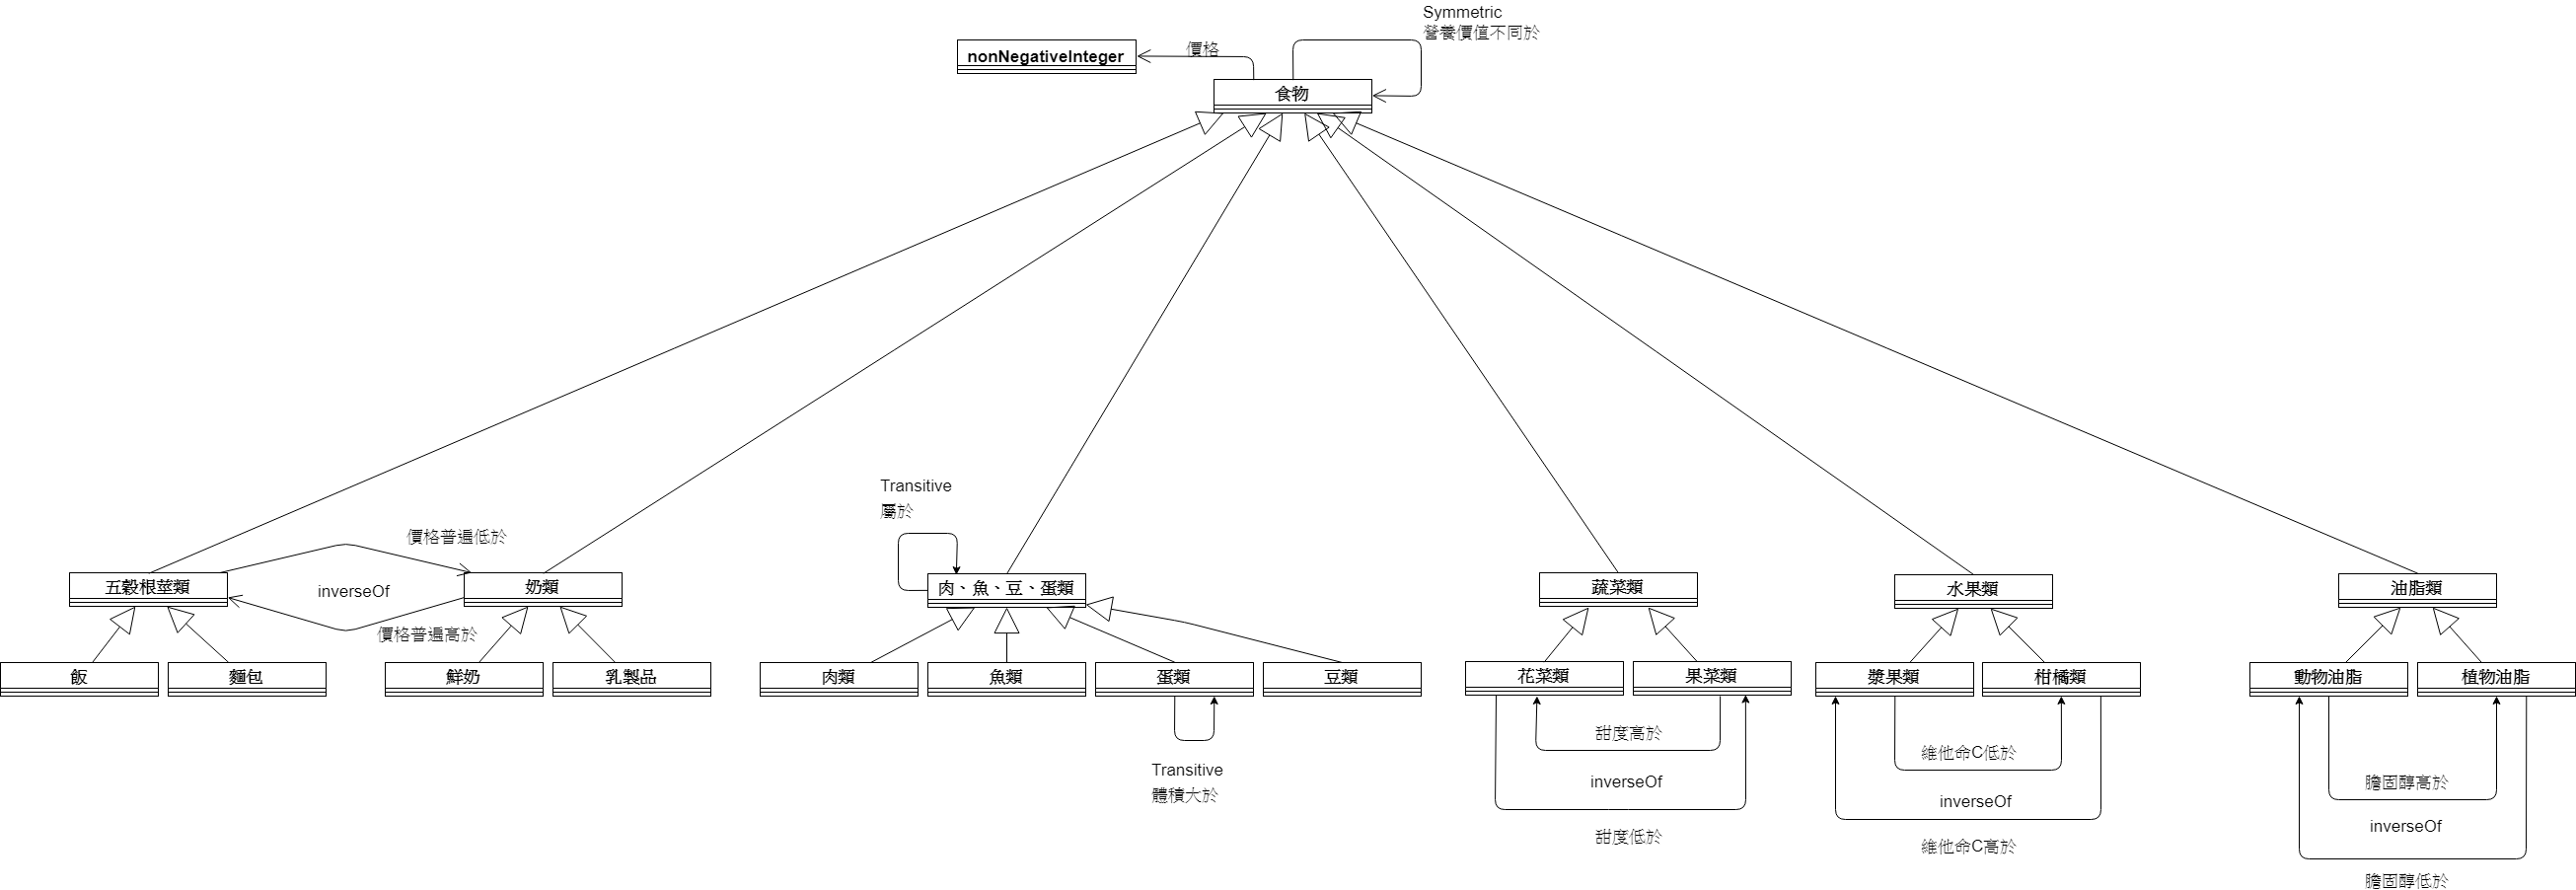 Symmetric
營養價值不同於
nonNegativeInteger
價格
食物
Transitive
屬於
價格普遍低於
五穀根莖類
inverseOf
奶類
肉、魚、豆、蛋類
蔬菜類
水果類
油脂類
價格普遍高於
飯
麵包
鮮奶
乳製品
肉類
魚類
蛋類
豆類
花菜類
果菜類
漿果類
柑橘類
動物油脂
植物油脂
甜度高於
維他命C低於
Transitive
體積大於
inverseOf
膽固醇高於
inverseOf
甜度低於
inverseOf
維他命C高於
膽固醇低於